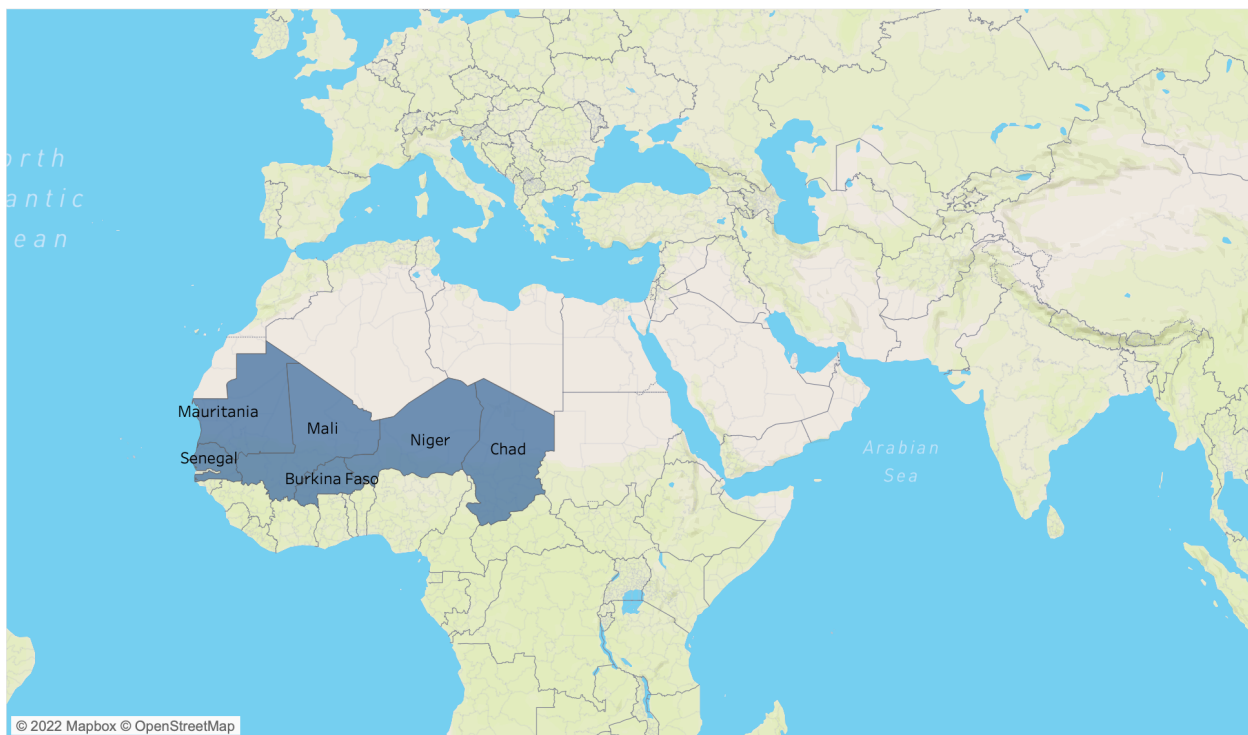 orth
antic
ean
Mauritania
Mali
Niger
Chad
Senegal
Burkina Faso
Arabian
Sea
© 2022 Mapbox © OpenStreetMap